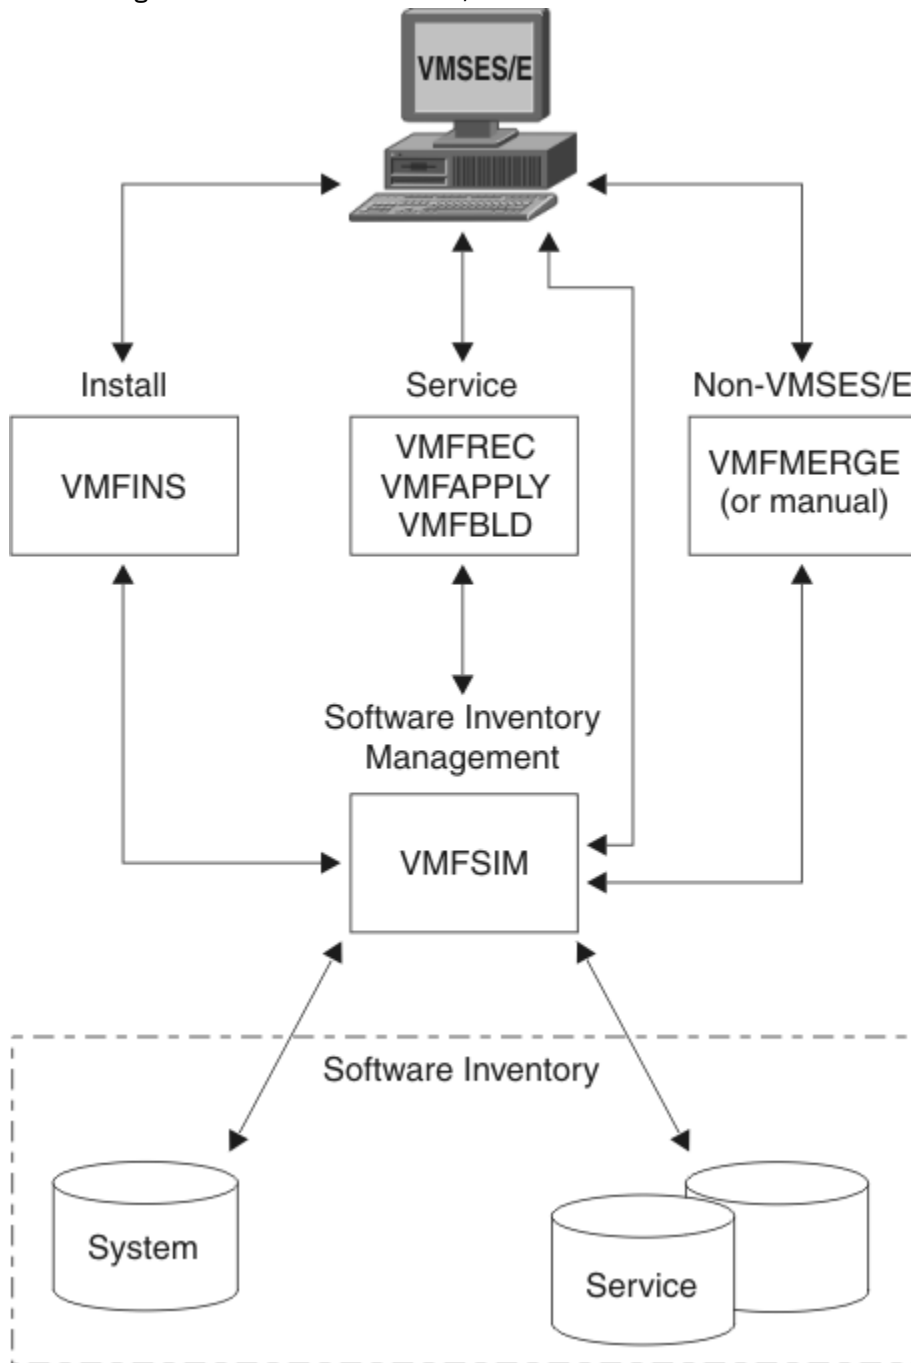 VMSES/E
Install
Service
Non-VMSES/E
VMFINS
VMFREC
VMFAPPLY
VMFBLD
VMFMERGE
(or manual)
Software Inventory
Management
VMFSIM
Software Inventory
System
Service